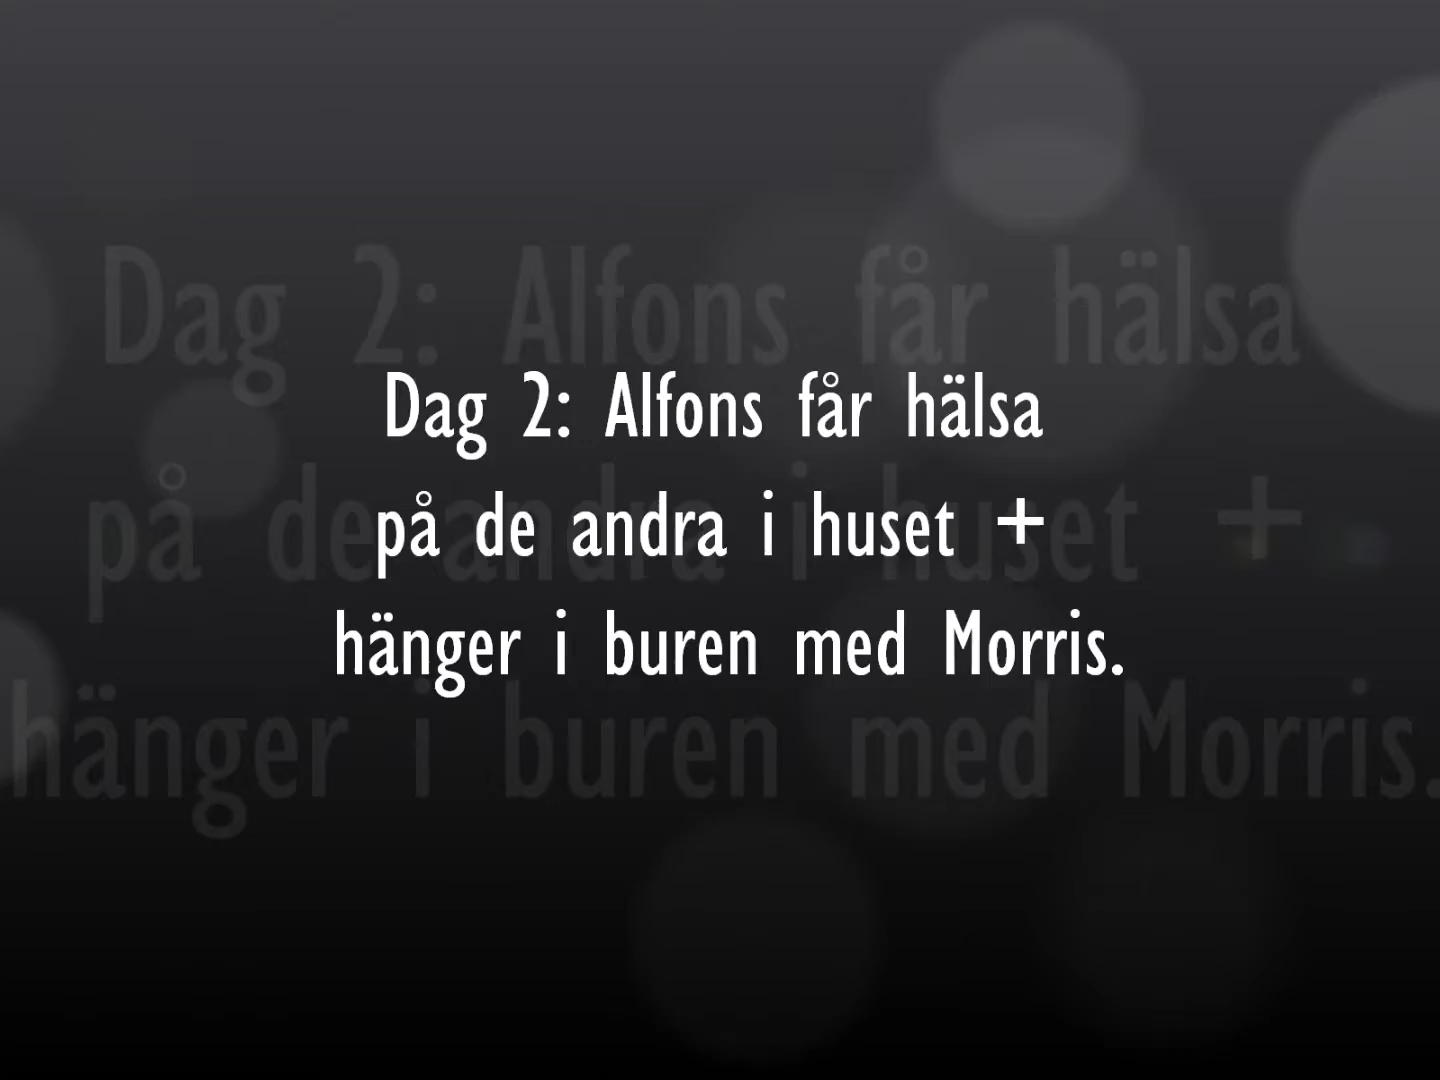 Dag 2: Alfons får hälsa
på de andra i huset +
hänger i buren med Morris.